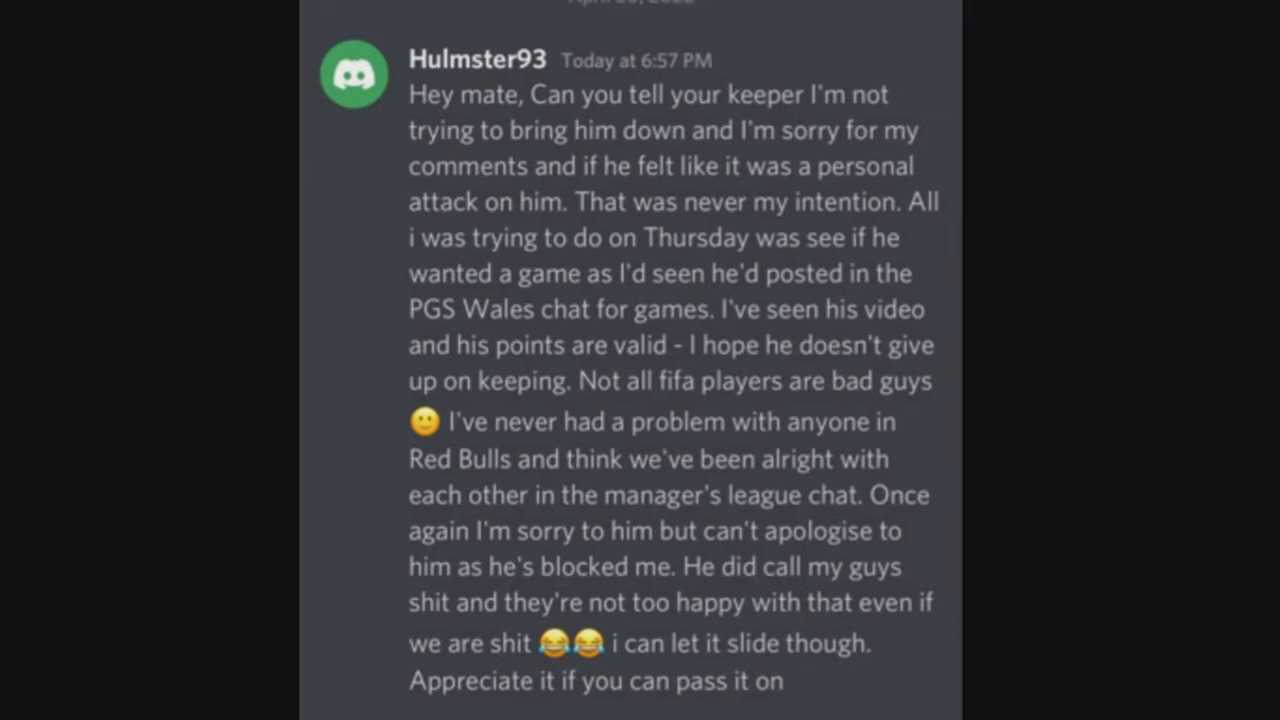 Hulmster93 Today at 6:57 PM
Hey mate, Can you tell your keeper I'm not
trying to bring him down and I'm sorry for my
comments and if he felt like it was a personal
attack on him. That was never my intention. All
i was trying to do on Thursday was see if he
wanted a game as I'd seen he'd posted in the
PGS Wales chat for games. I've seen his video
and his points are valid - I hope he doesn't give
up on keeping. Not all fifa players are bad guys
🙂 I've never had a problem with anyone in
Red Bulls and think we've been alright with
each other in the manager's league chat. Once
again I'm sorry to him but can't apologise to
him as he's blocked me. He did call my guys
shit and they're not too happy with that even if
we are shit 😂😂 i can let it slide though.
Appreciate it if you can pass it on